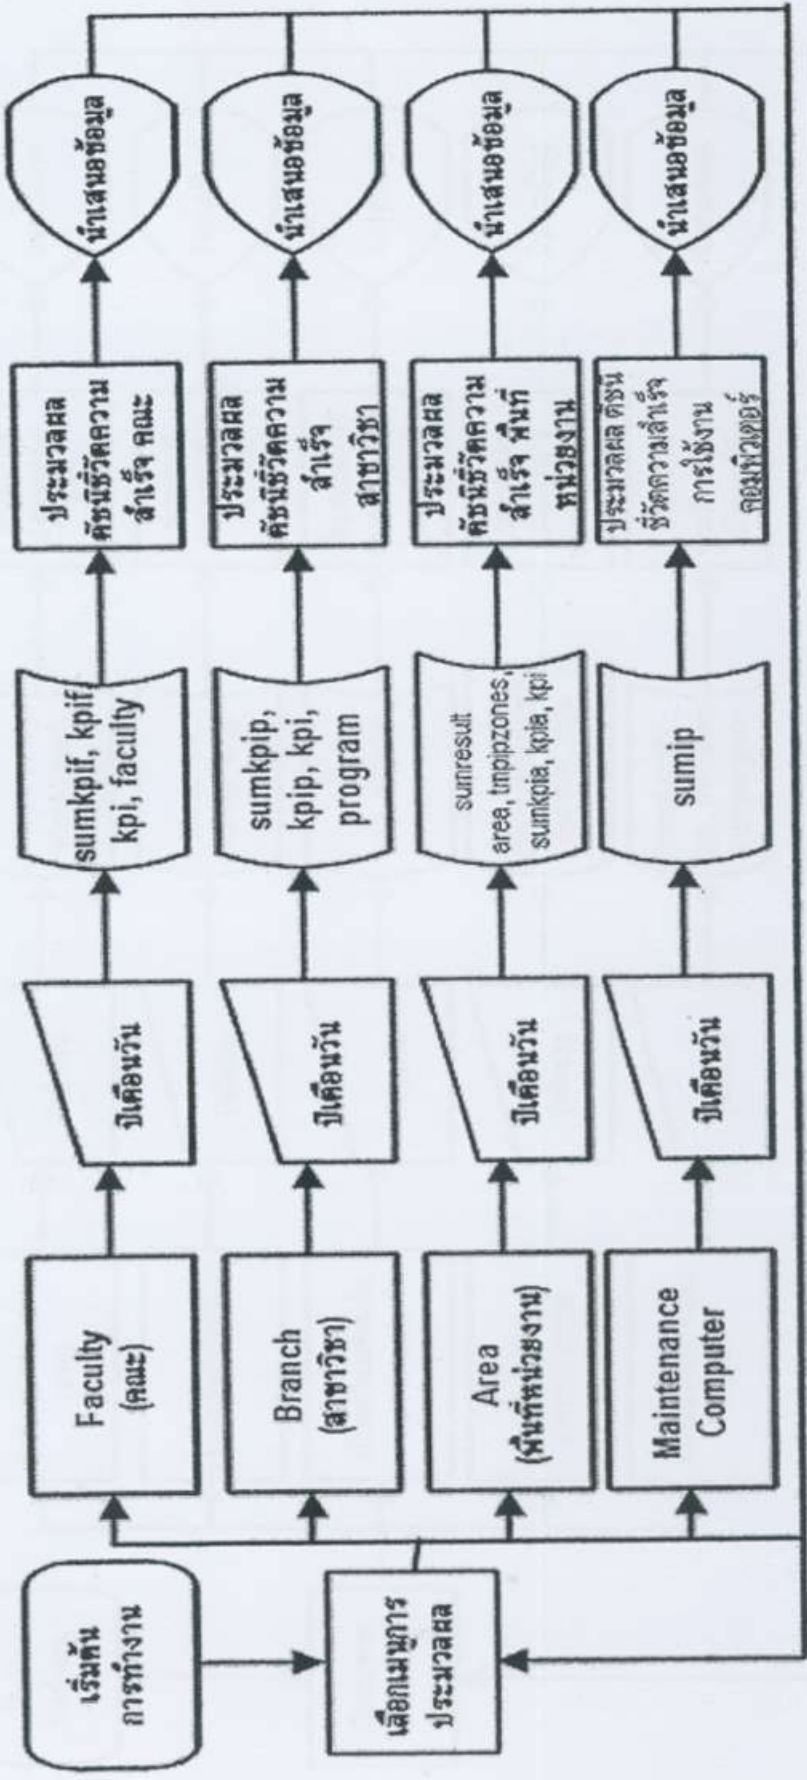 เริ่มต้น
การทำงาน
เลือกเมนูการ
ประมวลผล
Faculty
(คณะ)
ปีเดือนวัน
sumkpif, kpif,
kpi, faculty
ประมวลผล
ดัชนีชี้วัดความ
สำเร็จ คณะ
นำเสนอข้อมูล
Branch
(สาขาวิชา)
ปีเดือนวัน
sumkpip,
kpip, kpi,
program
ประมวลผล
ดัชนีชี้วัดความ
สำเร็จ
สาขาวิชา
นำเสนอข้อมูล
Area
(พื้นที่หน่วยงาน)
ปีเดือนวัน
sumresult
area, tmpipzones,
sumkpia, kpia, kpi
ประมวลผล
ดัชนีชี้วัดความ
สำเร็จ พื้นที่
หน่วยงาน
นำเสนอข้อมูล
Maintenance
Computer
ปีเดือนวัน
sumip
ประมวลผล ดัชนี
ชี้วัดความสำเร็จ
การใช้งาน
คอมพิวเตอร์
นำเสนอข้อมูล